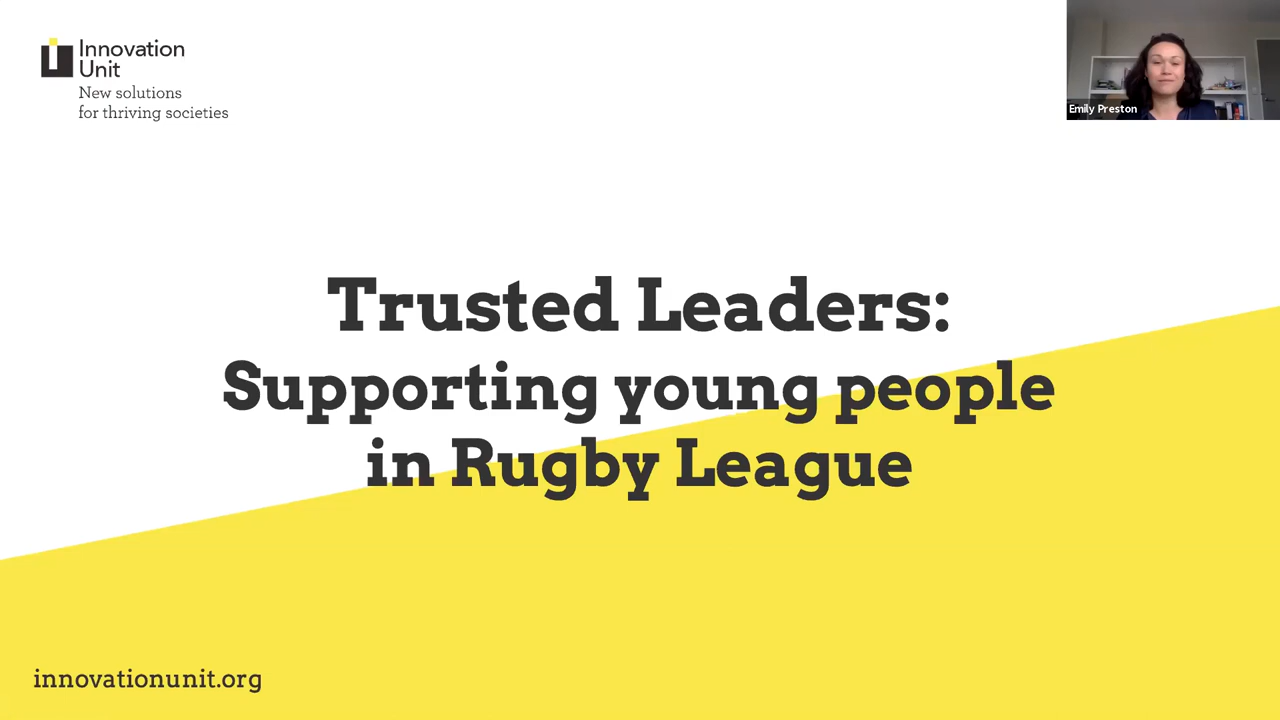 Innovation
Unit
New solutions
for thriving societies
Emily Preston
Trusted Leaders:
Supporting young people
in Rugby League
innovationunit.org